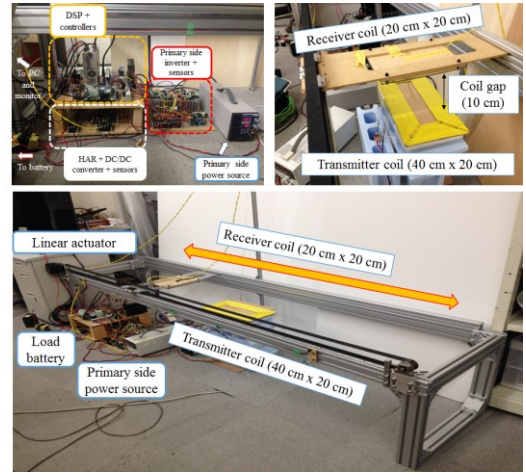 DSP +
controllers
Primary side
inverter +
sensors
To PC
and
monitor
HAR + DC/DC
converter + sensors
To battery
Primary side
power source
Receiver coil (20 cm x 20 cm)
Coil gap
(10 cm)
Transmitter coil (40 cm x 20 cm)
Linear actuator
Receiver coil (20 cm x 20 cm)
Load
battery
Primary side
power source
Transmitter coil (40 cm x 20 cm)